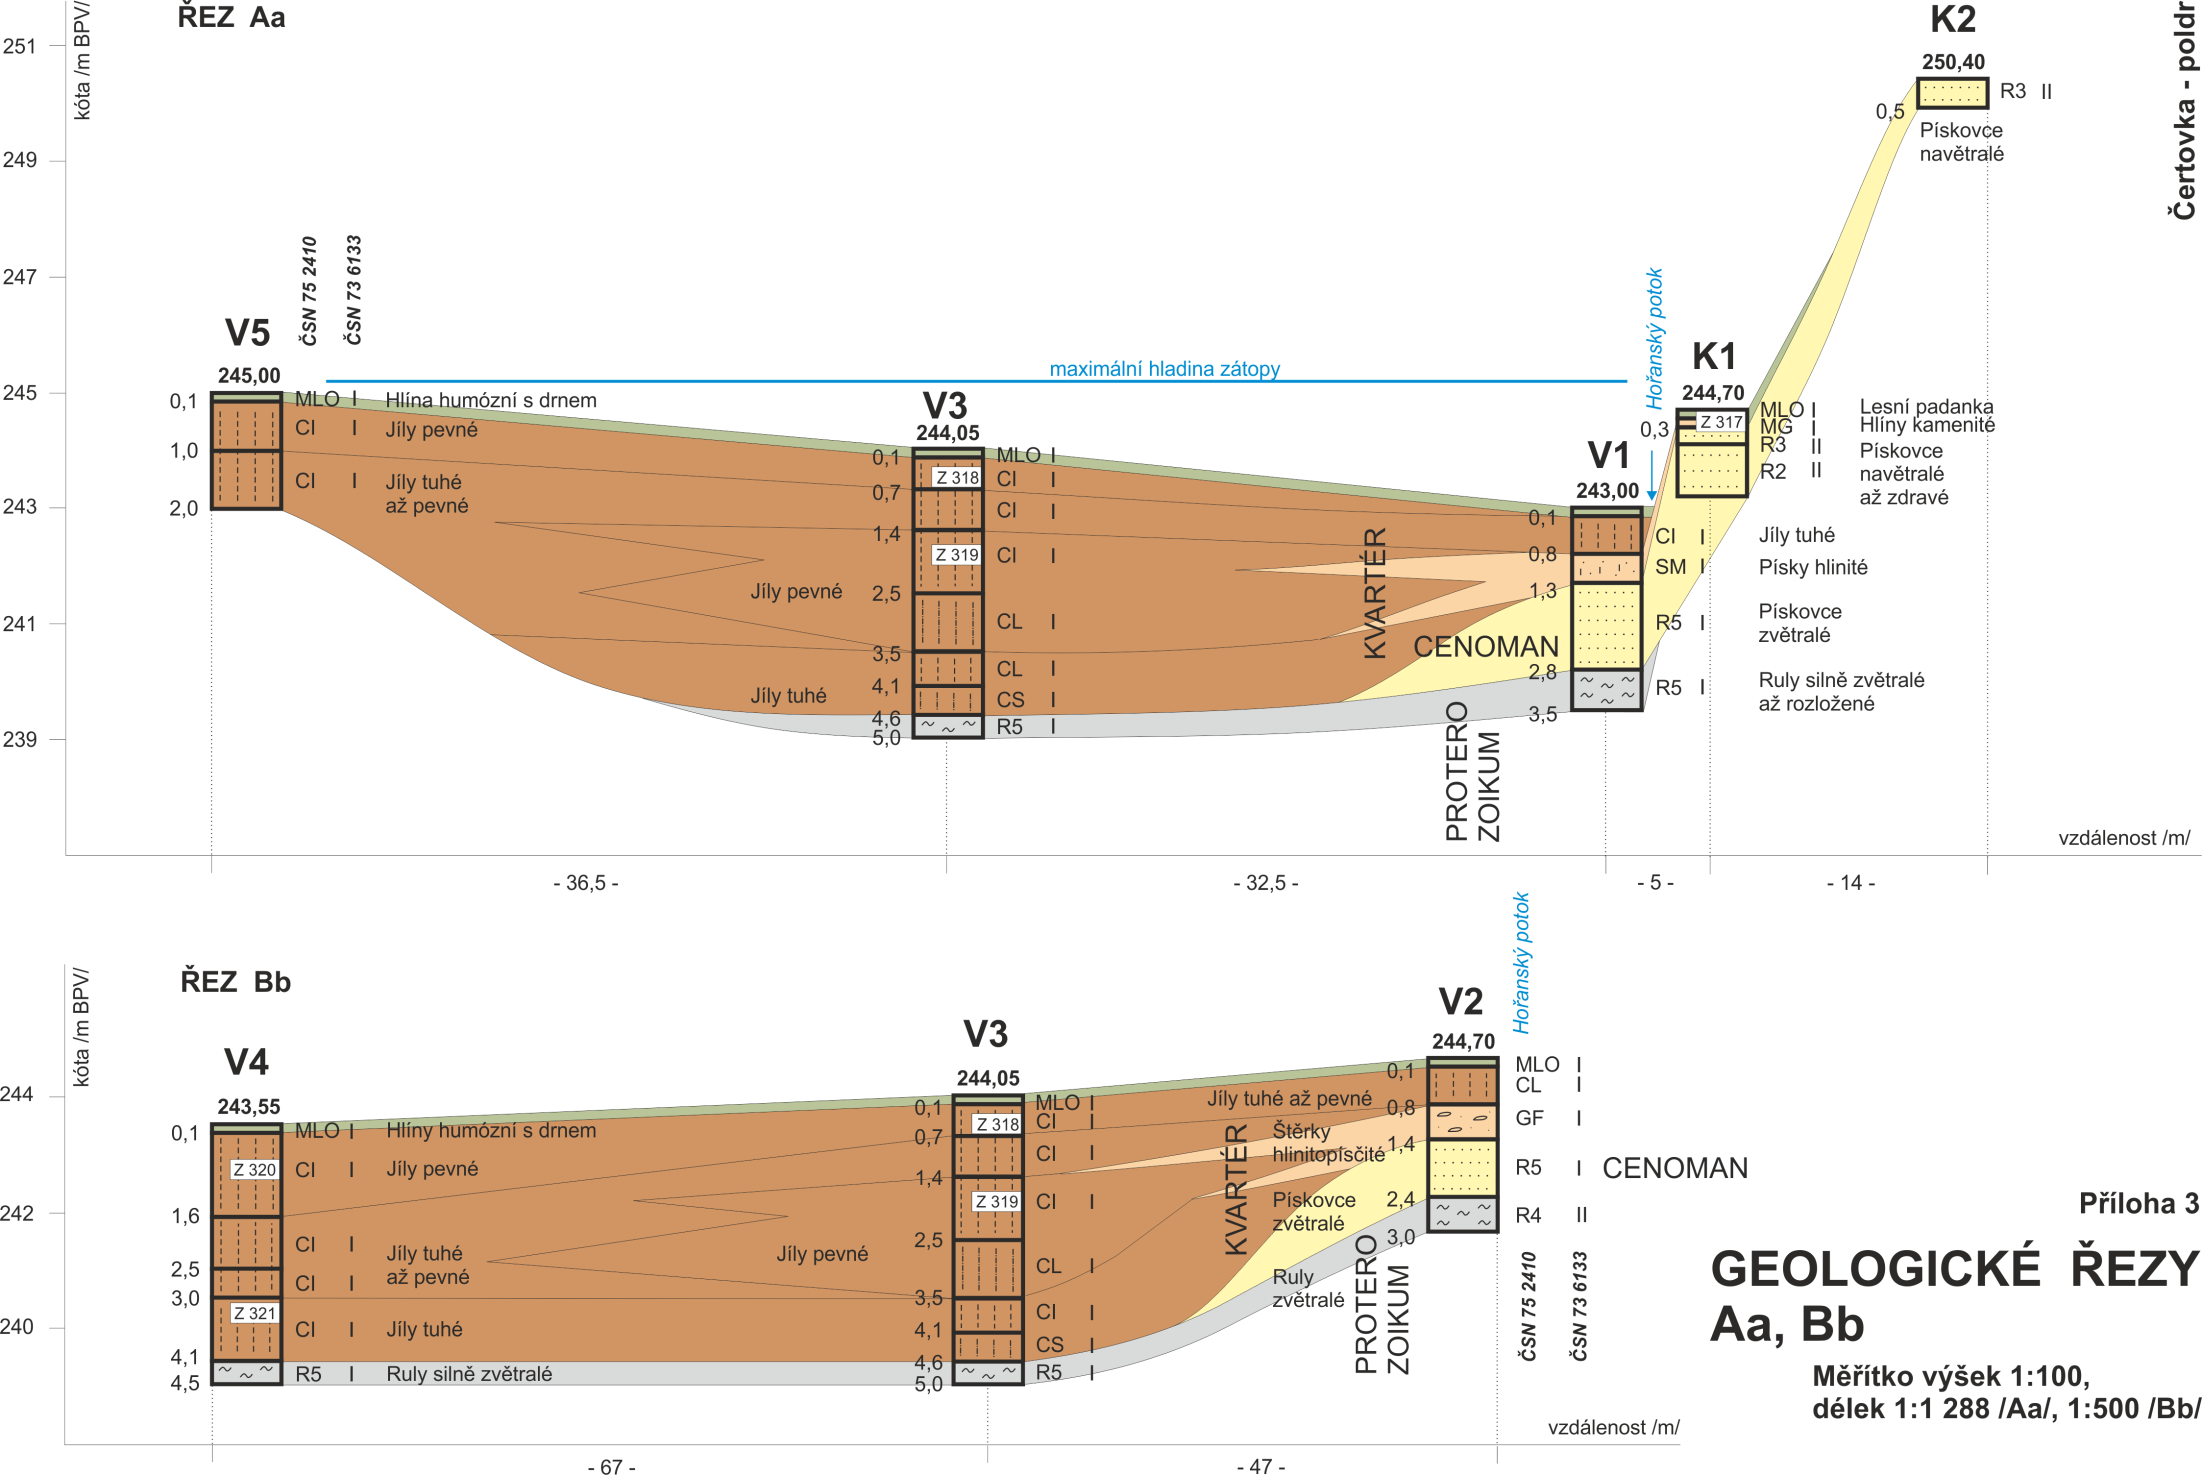 ŘEZ  Aa
kóta /m BPV/
251
249
247
245
243
241
239
K2
250,40
R3 II
0,5
Pískovce
navětralé
Čertovka - poldr
ČSN 75 2410
ČSN 73 6133
V5
245,00
0,1
1,0
2,0
MLO I Hlína humózní s drnem
CI I Jíly pevné
CI I Jíly tuhé
až pevné
maximální hladina zátopy
V3
244,05
0,1
0,7
1,4
2,5
3,5
4,1
4,6
5,0
Z 318
Z 319
MLO I
CI I
CI I
CI I
CL I
CL I
CS I
R5 I
Jíly pevné
Jíly tuhé
KVARTÉR
CENOMAN
PROTERO
ZOIKUM
Hořanský potok
V1
243,00
0,1
0,8
1,3
2,8
3,5
CI I Jíly tuhé
SM I Písky hlinité
R5 I Pískovce
zvětralé
R5 I Ruly silně zvětralé
až rozložené
K1
244,70
0,3
Z 317
MLO I Lesní padanka
MG I Hlíny kamenité
R3 II Pískovce
R2 II navětralé
až zdravé
vzdálenost /m/
- 36,5 -
- 32,5 -
- 5 -
- 14 -
ŘEZ  Bb
kóta /m BPV/
244
242
240
V4
243,55
0,1
1,6
2,5
3,0
4,1
4,5
Z 320
Z 321
MLO I Hlíny humózní s drnem
CI I Jíly pevné
CI I Jíly tuhé
CI I až pevné
CI I Jíly tuhé
R5 I Ruly silně zvětralé
Jíly pevné
V3
244,05
0,1
0,7
1,4
2,5
3,5
4,1
4,6
5,0
Z 318
Z 319
MLO I
CI I
CI I
CI I
CL I
CI I
CS I
R5 I
Jíly tuhé až pevné
Štěrky
hlinitopísčité
Pískovce
zvětralé
Ruly
zvětralé
KVARTÉR
PROTERO
ZOIKUM
Hořanský potok
V2
244,70
0,1
0,8
1,4
2,4
3,0
MLO I
CL I
GF I
R5 I CENOMAN
R4 II
ČSN 75 2410
ČSN 73 6133
vzdálenost /m/
- 67 -
- 47 -
Příloha 3
GEOLOGICKÉ  ŘEZY
Aa, Bb
Měřítko výšek 1:100,
délek 1:1 288 /Aa/, 1:500 /Bb/